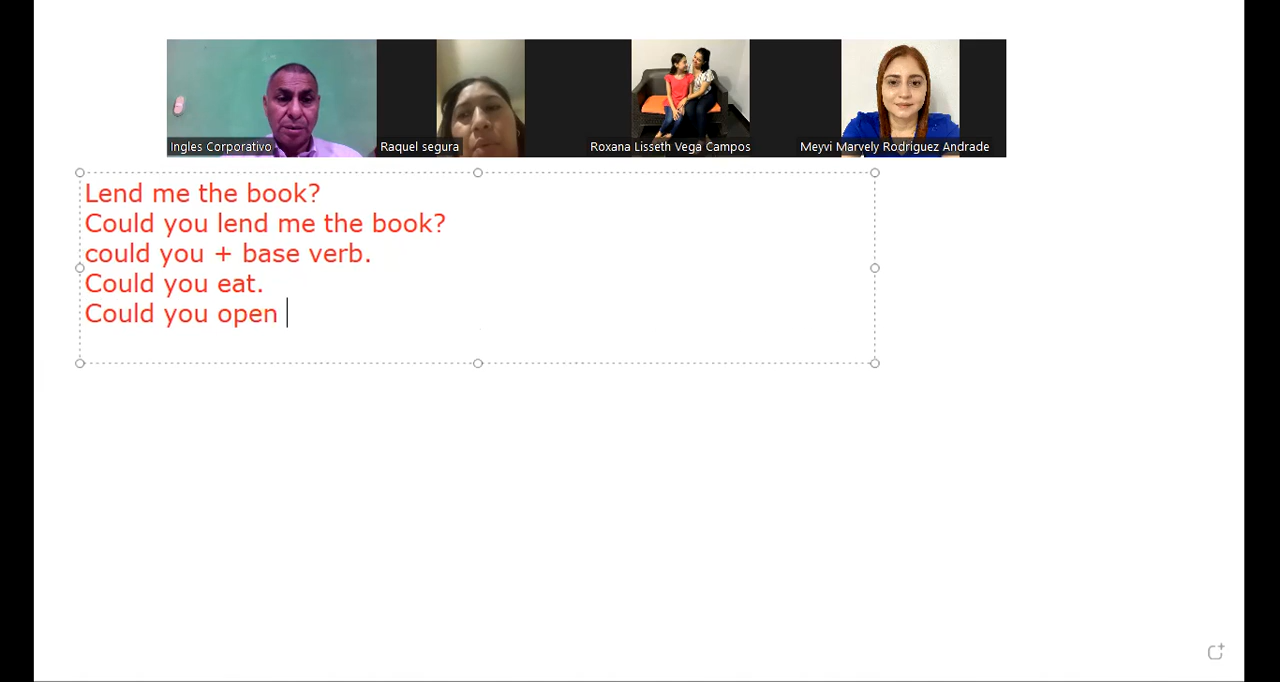 Ingles Corporativo
Raquel segura
Roxana Lisseth Vega Campos
Meyvi Marvely Rodriguez Andrade
Lend me the book?
Could you lend me the book?
could you + base verb.
Could you eat.
Could you open